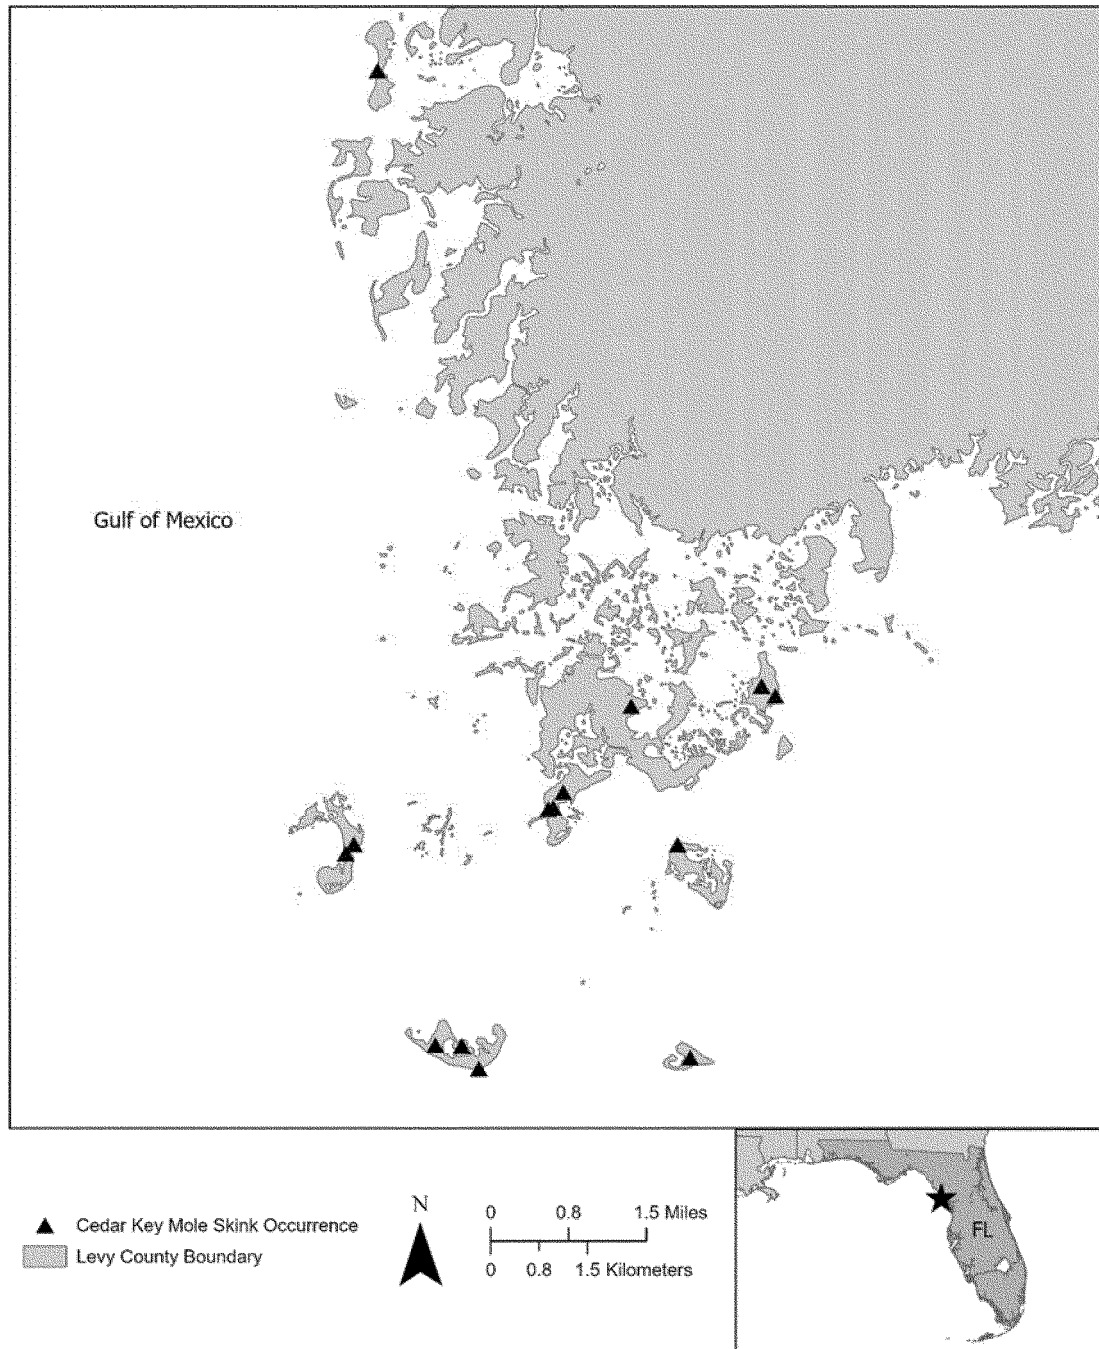 Gulf of Mexico
Cedar Key Mole Skink Occurrence
Levy County Boundary
N
0 0.8 1.5 Miles
0 0.8 1.5 Kilometers
FL